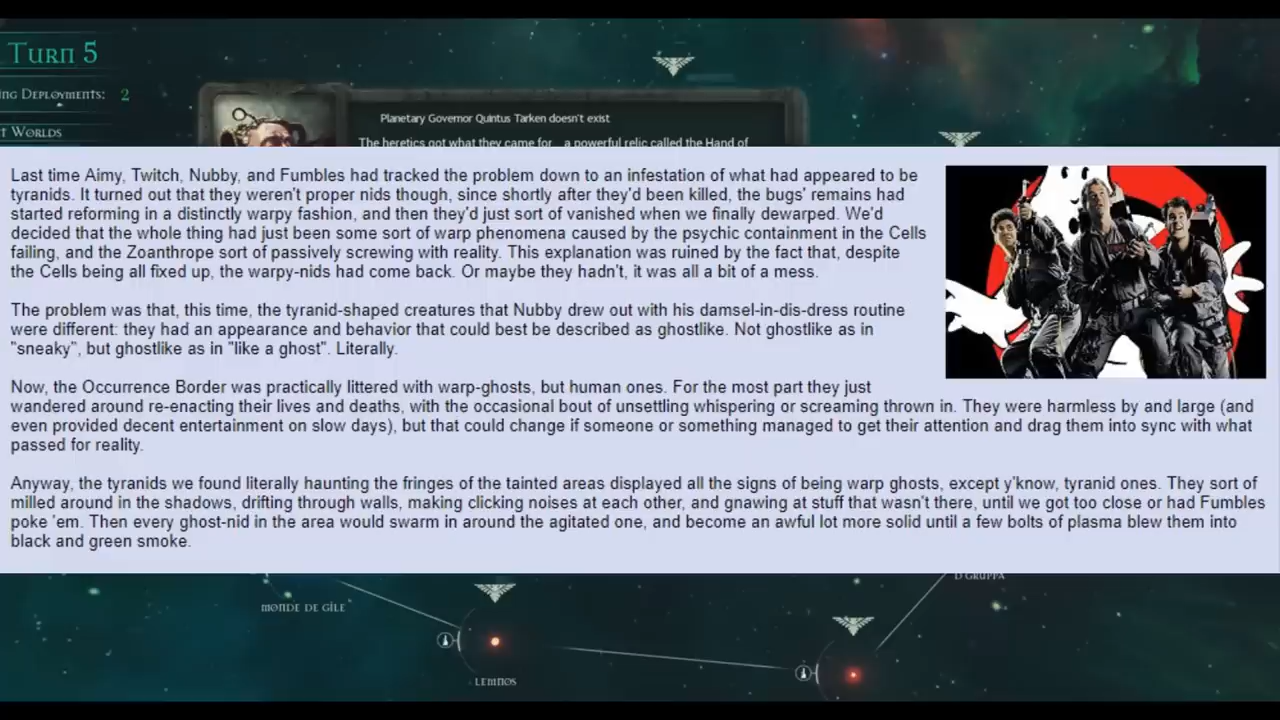 Turn 5
ng Deployments: 2
t Worlds
Planetary Governor Quintus Tarken doesn't exist
The heretics got what they came for a powerful relic called the Hand of
Last time Aimy, Twitch, Nubby, and Fumbles had tracked the problem down to an infestation of what had appeared to be
tyranids. It turned out that they weren't proper nids though, since shortly after they'd been killed, the bugs' remains had
started reforming in a distinctly warpy fashion, and then they'd just sort of vanished when we finally dewarped. We'd
decided that the whole thing had just been some sort of warp phenomena caused by the psychic containment in the Cells
failing, and the Zoanthrope sort of passively screwing with reality. This explanation was ruined by the fact that, despite
the Cells being all fixed up, the warpy-nids had come back. Or maybe they hadn't, it was all a bit of a mess.
The problem was that, this time, the tyranid-shaped creatures that Nubby drew out with his damsel-in-dis-dress routine
were different: they had an appearance and behavior that could best be described as ghostlike. Not ghostlike as in
"sneaky", but ghostlike as in "like a ghost". Literally.
Now, the Occurrence Border was practically littered with warp-ghosts, but human ones. For the most part they just
wandered around re-enacting their lives and deaths, with the occasional bout of unsettling whispering or screaming thrown in. They were harmless by and large (and
even provided decent entertainment on slow days), but that could change if someone or something managed to get their attention and drag them into sync with what
passed for reality.
Anyway, the tyranids we found literally haunting the fringes of the tainted areas displayed all the signs of being warp ghosts, except y'know, tyranid ones. They sort of
milled around in the shadows, drifting through walls, making clicking noises at each other, and gnawing at stuff that wasn't there, until we got too close or had Fumbles
poke 'em. Then every ghost-nid in the area would swarm in around the agitated one, and become an awful lot more solid until a few bolts of plasma blew them into
black and green smoke.
D'Gruppa
Monde de Gile
Lemnos